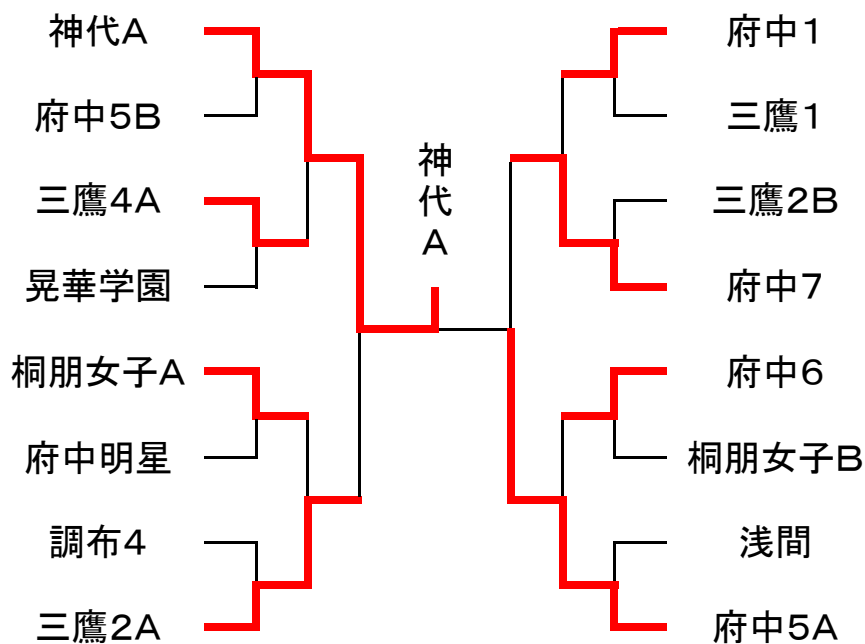 神代A
府中5B
三鷹4A
晃華学園
桐朋女子A
府中明星
調布4
三鷹2A
神代A
府中1
三鷹1
三鷹2B
府中7
府中6
桐朋女子B
浅間
府中5A